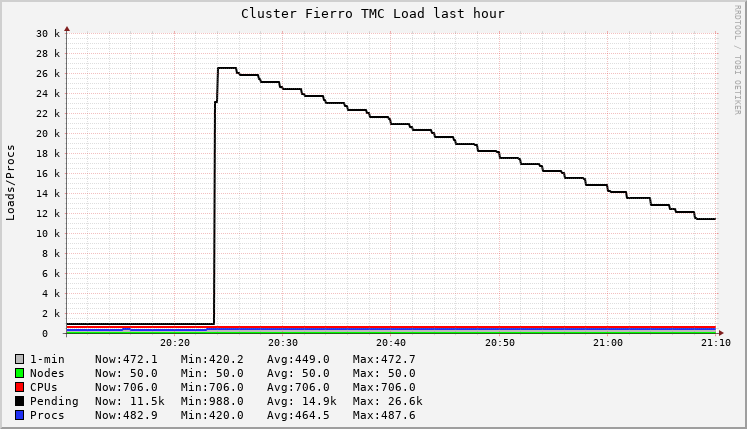 Cluster Fierro TMC Load last hour
RRDTOOL / TOBI OETIKER
Loads/Procs
30 k
28 k
26 k
24 k
22 k
20 k
18 k
16 k
14 k
12 k
10 k
8 k
6 k
4 k
2 k
0
20:20 20:30 20:40 20:50 21:00 21:10
1-min Now:472.1 Min:420.2 Avg:449.0 Max:472.7
Nodes Now: 50.0 Min: 50.0 Avg: 50.0 Max: 50.0
CPUs Now:706.0 Min:706.0 Avg:706.0 Max:706.0
Pending Now: 11.5k Min:988.0 Avg: 14.9k Max: 26.6k
Procs Now:482.9 Min:420.0 Avg:464.5 Max:487.6